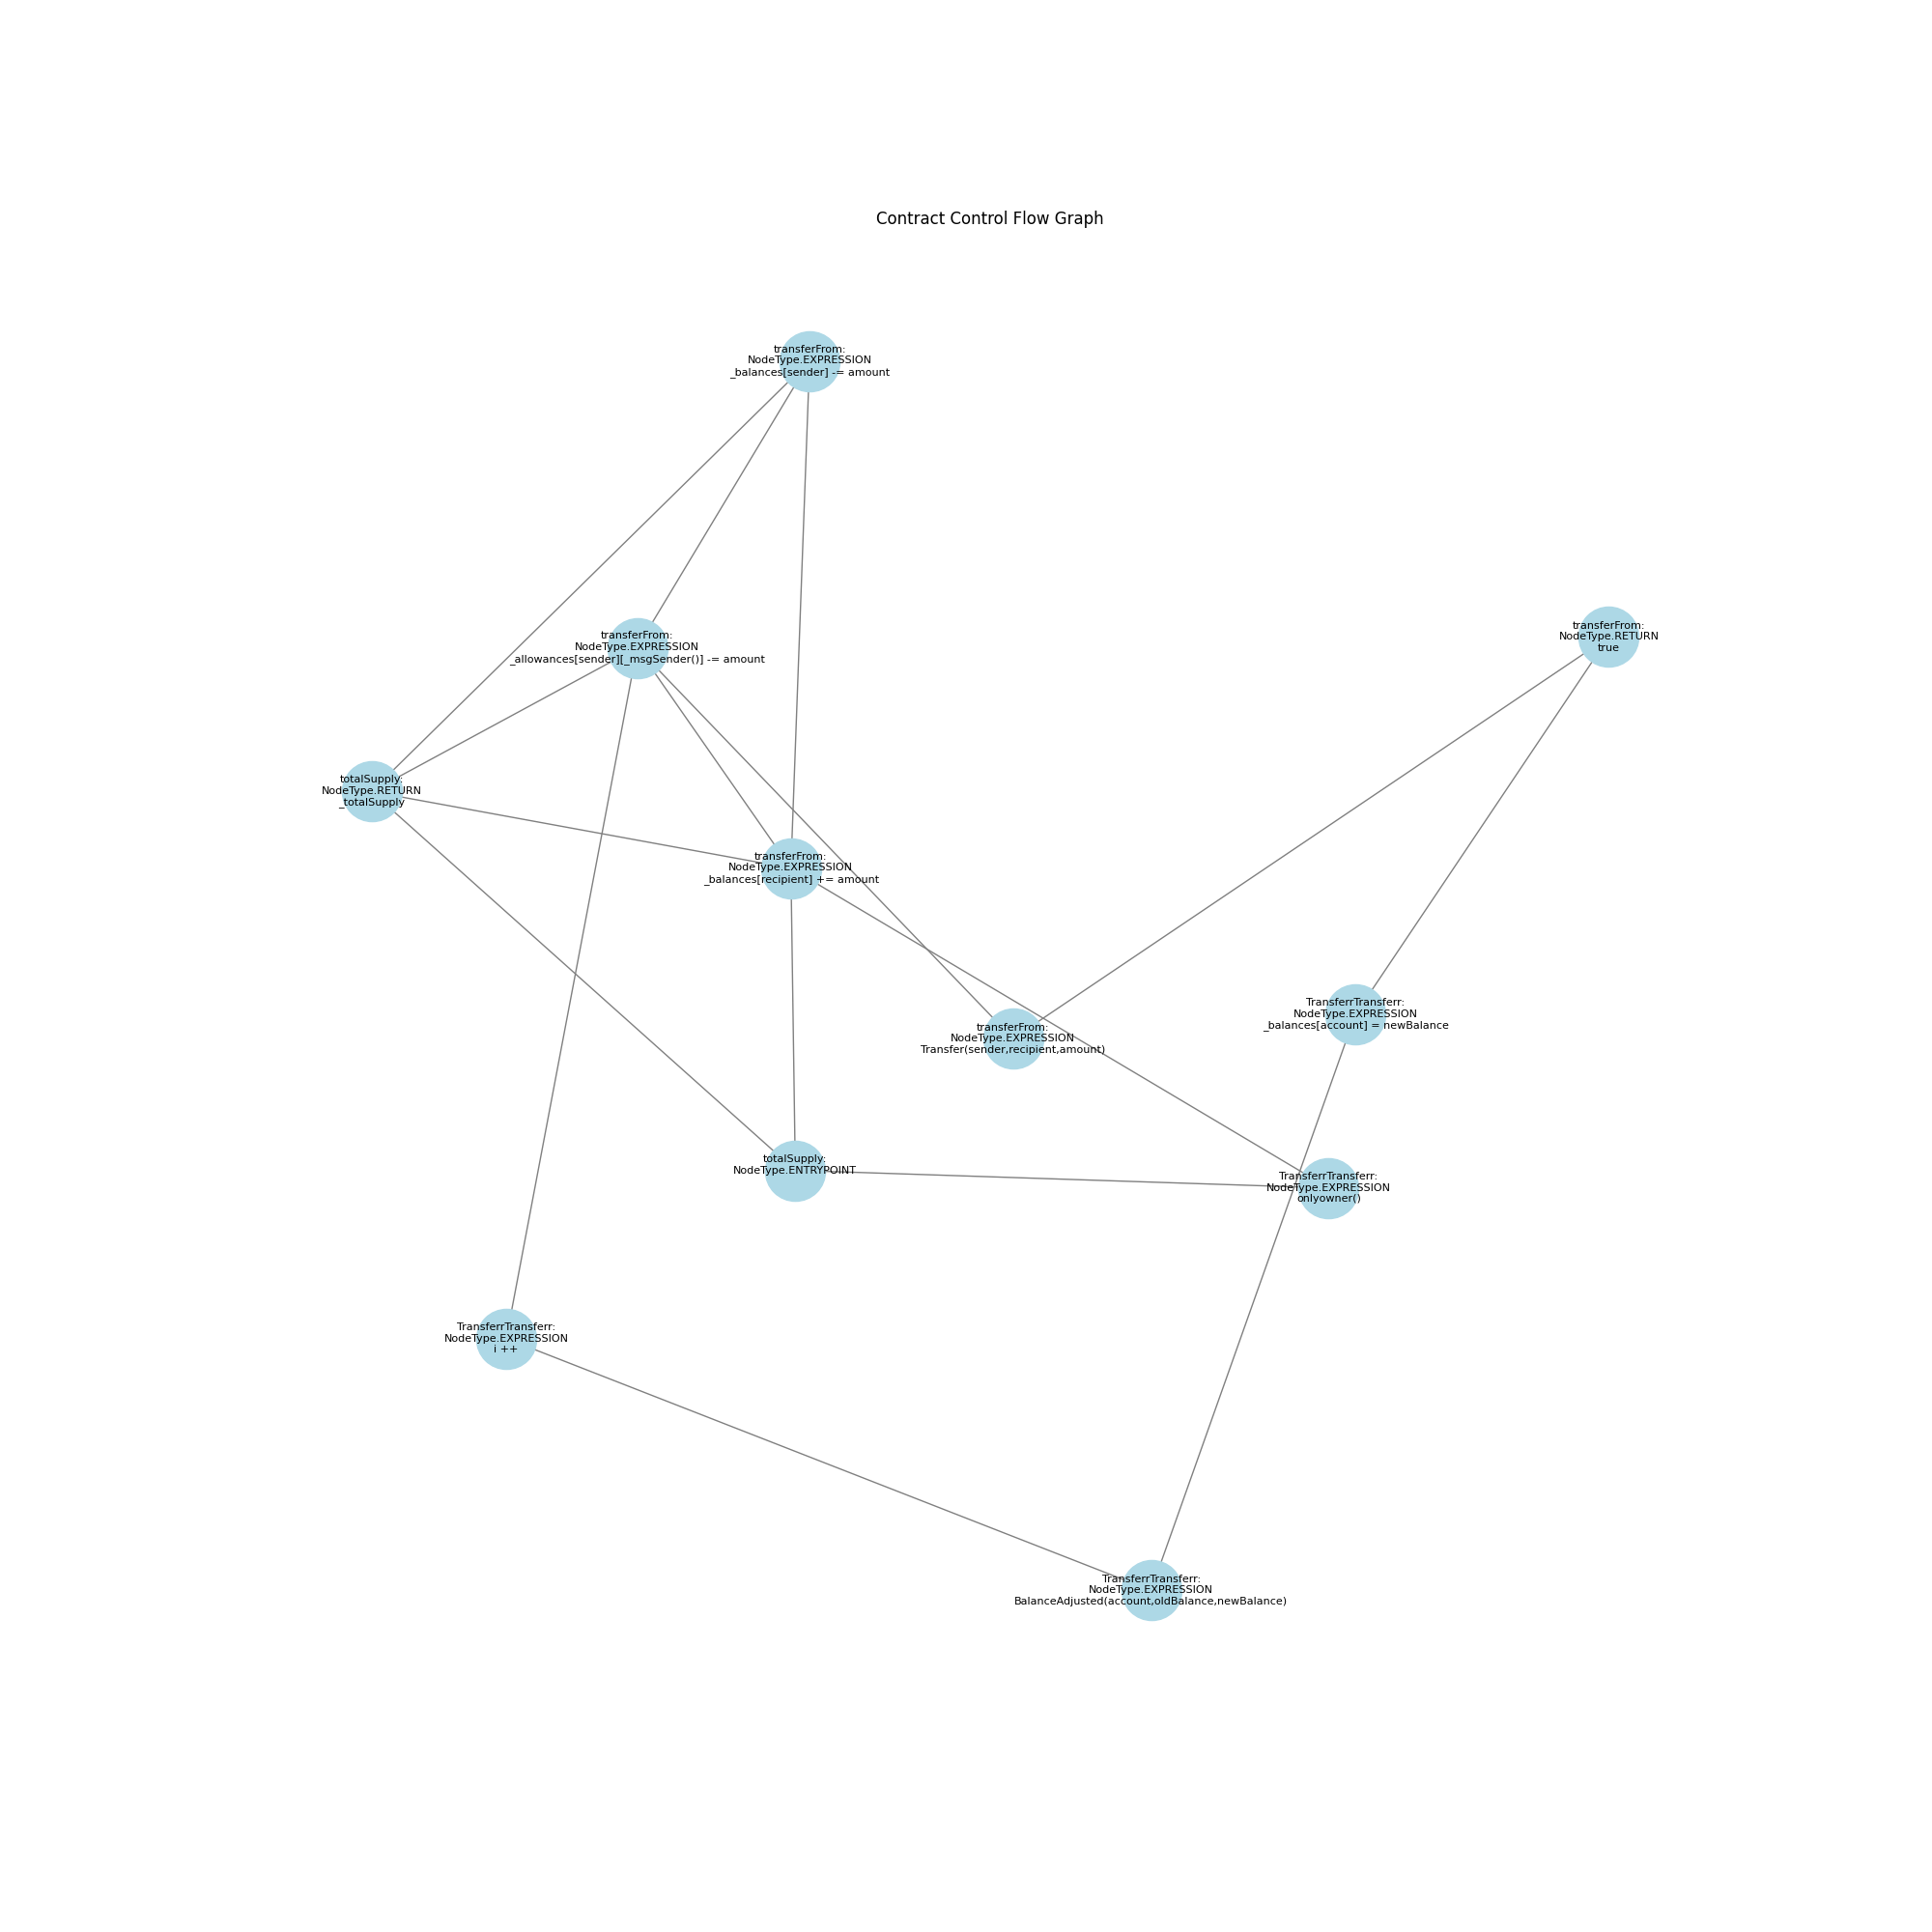 Contract Control Flow Graph
transferFrom:
NodeType.EXPRESSION
_balances[sender] -= amount
transferFrom:
NodeType.EXPRESSION
_allowances[sender][_msgSender()] -= amount
transferFrom:
NodeType.RETURN
true
totalSupply:
NodeType.RETURN
_totalSupply
transferFrom:
NodeType.EXPRESSION
_balances[recipient] += amount
TransferrTransferr:
NodeType.EXPRESSION
_balances[account] = newBalance
transferFrom:
NodeType.EXPRESSION
Transfer(sender,recipient,amount)
totalSupply:
NodeType.ENTRYPOINT
TransferrTransferr:
NodeType.EXPRESSION
onlyowner()
TransferrTransferr:
NodeType.EXPRESSION
i ++
TransferrTransferr:
NodeType.EXPRESSION
BalanceAdjusted(account,oldBalance,newBalance)